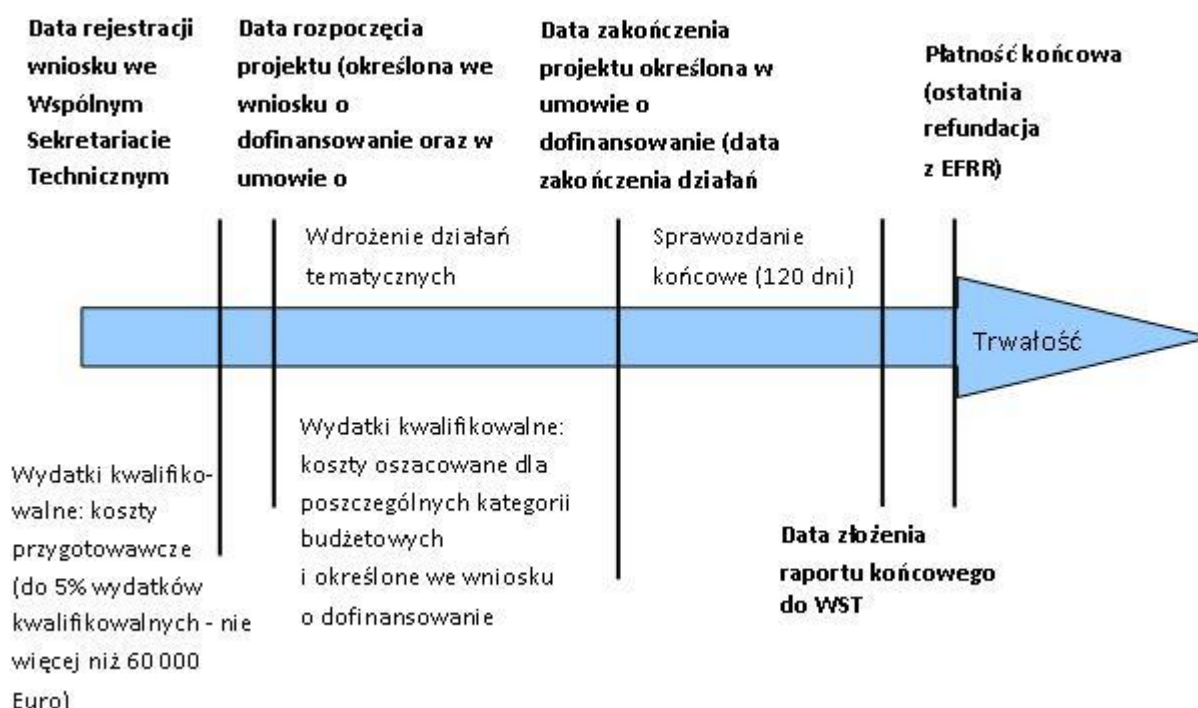 Data rejestracji
wniosku we
Wspólnym
Sekretariacie
Technicznym
Data rozpoczęcia
projektu (określona we
wniosku o
dofinansowanie oraz w
umowie o
Data zakończenia
projektu określona w
umowie o
dofinansowanie (data
zakończenia działań
Płatność końcowa
(ostatnia
refundacja
z EFRR)
Wdrożenie działań
tematycznych
Sprawozdanie
końcowe (120 dni)
Trwałość
Wydatki kwalifiko-
walne: koszty
przygotowawcze
(do 5% wydatków
kwalifikowalnych - nie
więcej niż 60 000
Euro)
Wydatki kwalifikowalne:
koszty oszacowane dla
poszczególnych kategorii
budżetowych
i określone we wniosku
o dofinansowanie
Data złożenia
raportu końcowego
do WST